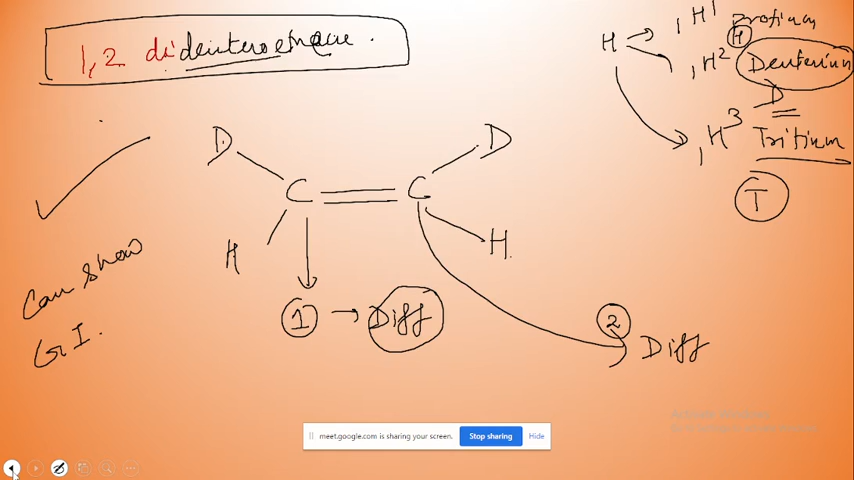 1,2 dideuteroethene.
H → ₁H¹ Protium
H
₁H² Deuterium
D
₁H³ Tritium
T
D D
C = C
H H.
Can show
G I.
1 → Diff
2
Diff
meet.google.com is sharing your screen. Stop sharing Hide